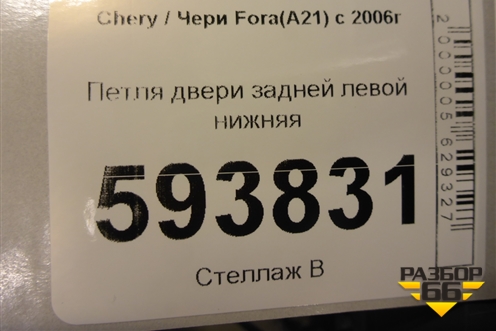 Chery / Чери Fora(A21) с 2006г
Петля двери задней левой
нижняя
593831
Стеллаж В
2000005629327
РАЗБОР
66